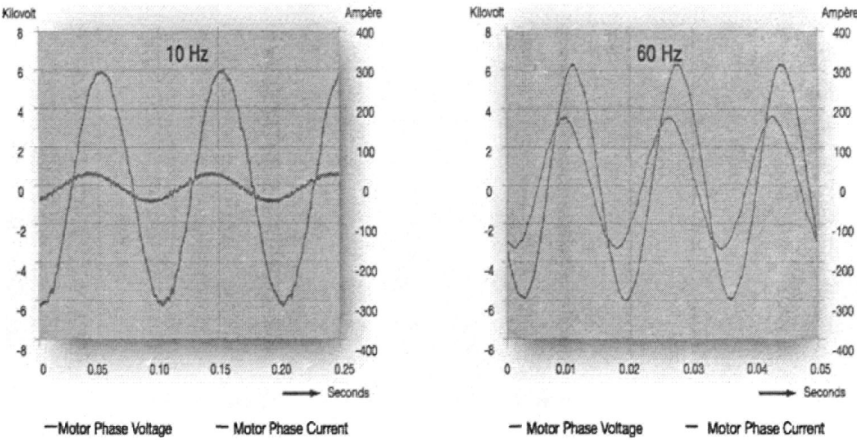 Kilovolt Ampère
8 400
10 Hz
6 300
4 200
2 100
0 0
-2 -100
-4 -200
-6 -300
-8 -400
0 0.05 0.10 0.15 0.20 0.25
Seconds
Motor Phase Voltage Motor Phase Current
Kilovolt Ampère
8 400
60 Hz
6 300
4 200
2 100
0 0
-2 -100
-4 -200
-6 -300
-8 -400
0 0.01 0.02 0.03 0.04 0.05
Seconds
Motor Phase Voltage Motor Phase Current